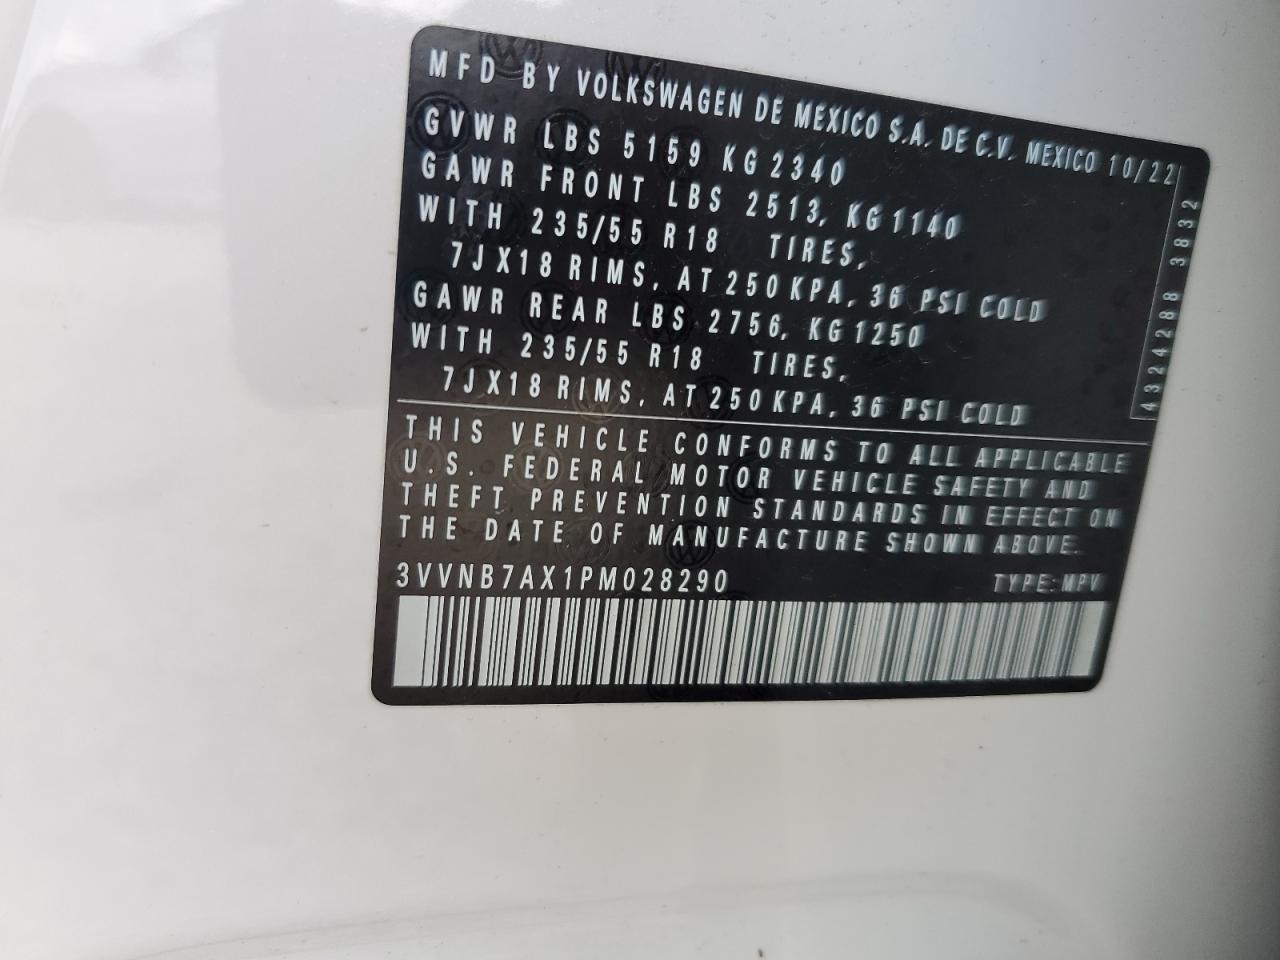 MFD BY VOLKSWAGEN DE MEXICO S.A. DE C.V. MEXICO 10/22
GVWR LBS 5159 KG 2340
GAWR FRONT LBS 2513, KG 1140
WITH 235/55 R18 TIRES,
7JX18 RIMS, AT 250 KPA, 36 PSI COLD
GAWR REAR LBS 2756, KG 1250
WITH 235/55 R18 TIRES,
7JX18 RIMS, AT 250 KPA, 36 PSI COLD
4324288 3832
THIS VEHICLE CONFORMS TO ALL APPLICABLE
U.S. FEDERAL MOTOR VEHICLE SAFETY AND
THEFT PREVENTION STANDARDS IN EFFECT ON
THE DATE OF MANUFACTURE SHOWN ABOVE.
3VVNB7AX1PM028290 TYPE: MPV